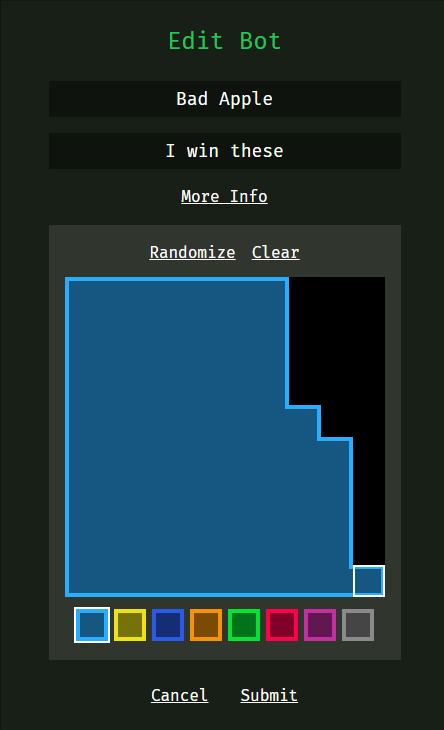 Edit Bot
Bad Apple
I win these
More Info
Randomize Clear
Cancel Submit